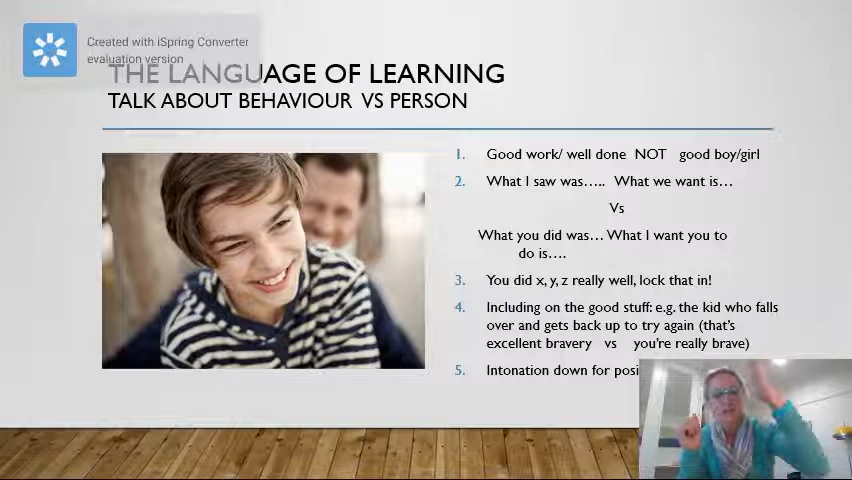 Created with iSpring Converter
evaluation version
THE LANGUAGE OF LEARNING
TALK ABOUT BEHAVIOUR VS PERSON
1. Good work/ well done NOT good boy/girl
2. What I saw was….. What we want is…
Vs
What you did was… What I want you to
do is….
3. You did x, y, z really well, lock that in!
4. Including on the good stuff: e.g. the kid who falls
over and gets back up to try again (that's
excellent bravery vs you're really brave)
5. Intonation down for